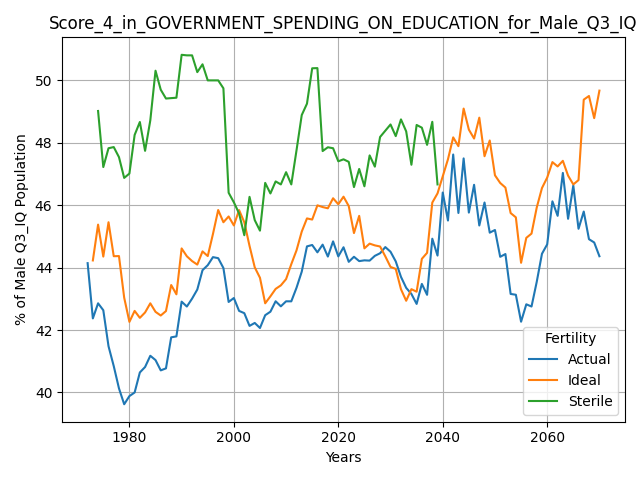 Score_4_in_GOVERNMENT_SPENDING_ON_EDUCATION_for_Male_Q3_IQ
% of Male Q3_IQ Population
50
48
46
44
42
40
Fertility
Actual
Ideal
Sterile
1980 2000 2020 2040 2060
Years